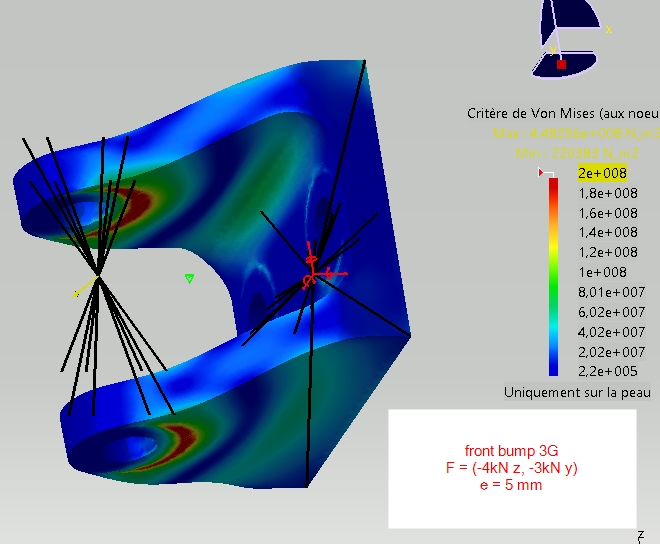 x
y
Critère de Von Mises (aux noeu
Max : 4,48256e+008 N_m2
Min : 220383 N_m2
2e+008
1,8e+008
1,6e+008
1,4e+008
1,2e+008
1e+008
8,01e+007
6,02e+007
4,02e+007
2,02e+007
2,2e+005
Uniquement sur la peau
front bump 3G
F = (-4kN z, -3kN y)
e = 5 mm
z